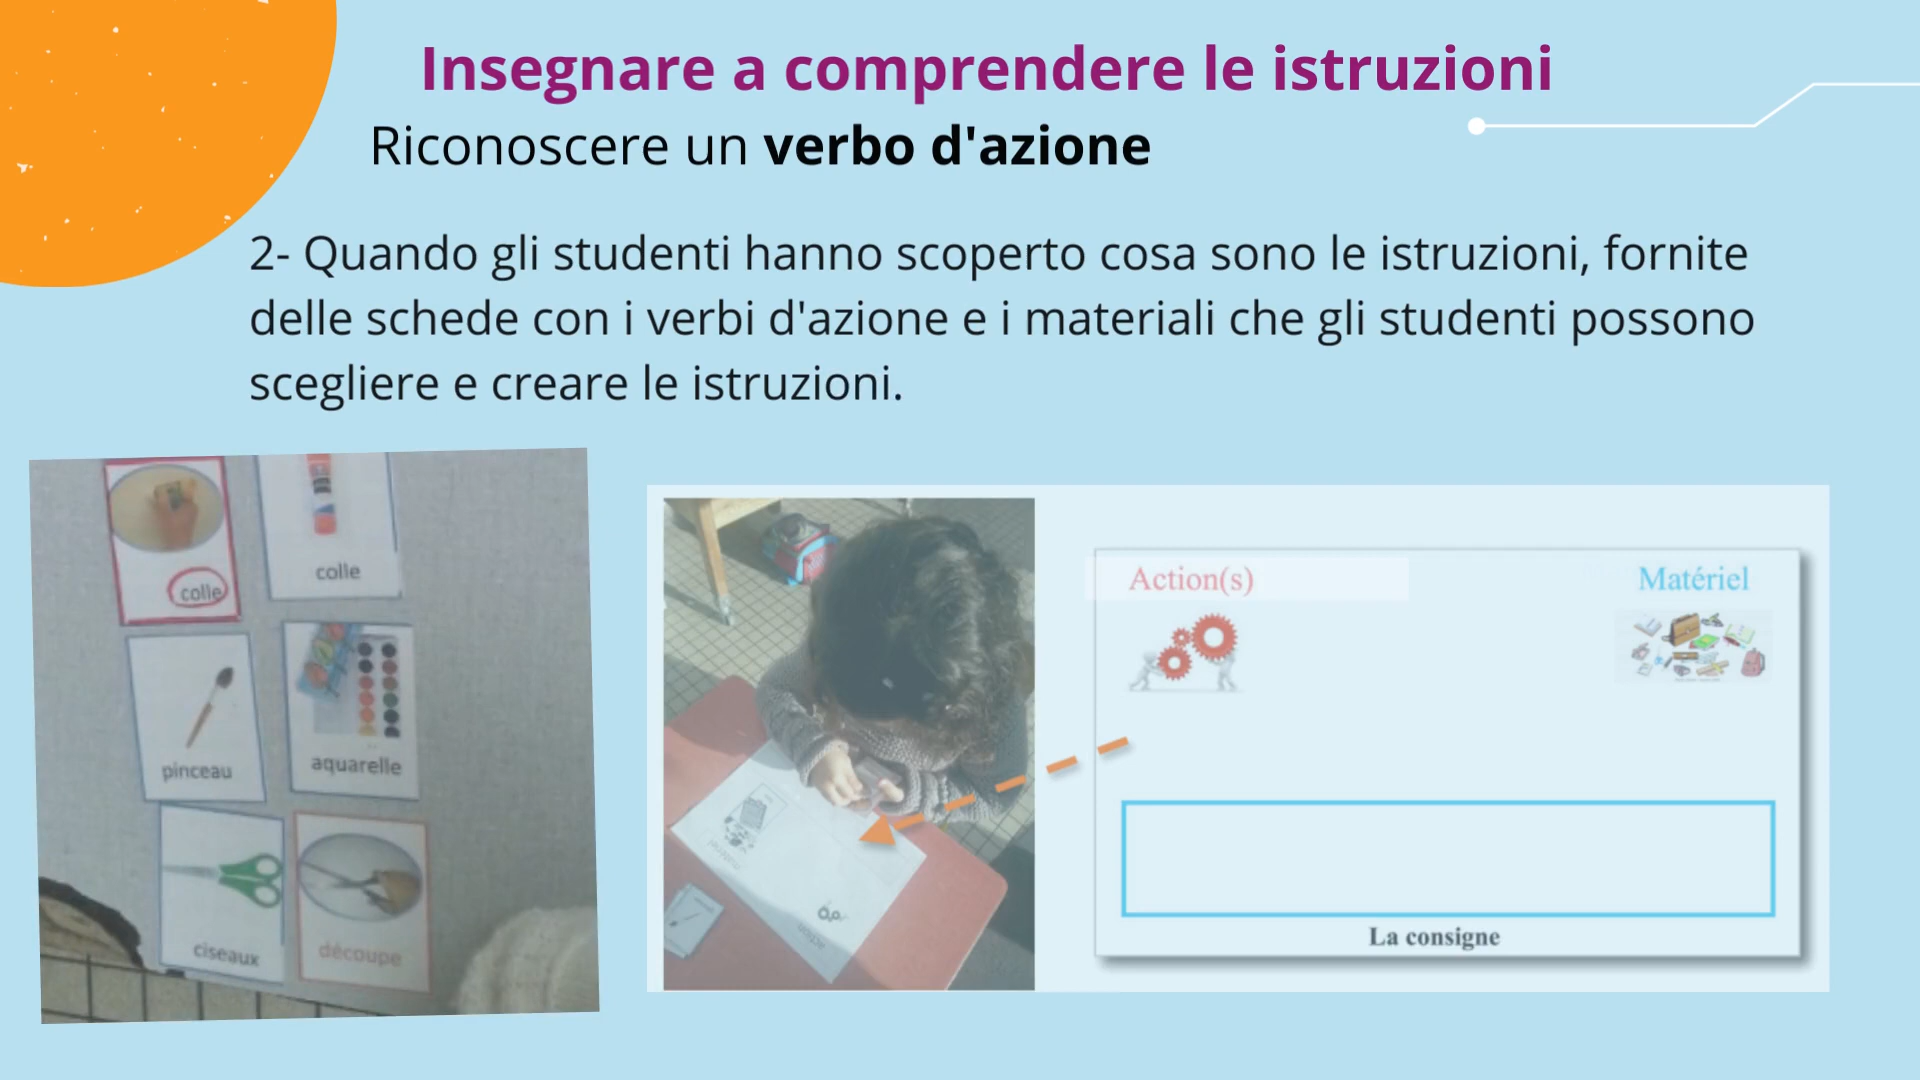 Insegnare a comprendere le istruzioni
Riconoscere un verbo d'azione
2- Quando gli studenti hanno scoperto cosa sono le istruzioni, fornite
delle schede con i verbi d'azione e i materiali che gli studenti possono
scegliere e creare le istruzioni.
colle
colle
pinceau
aquarelle
ciseaux
découpe
matériel
action
Action(s)
Matériel
La consigne